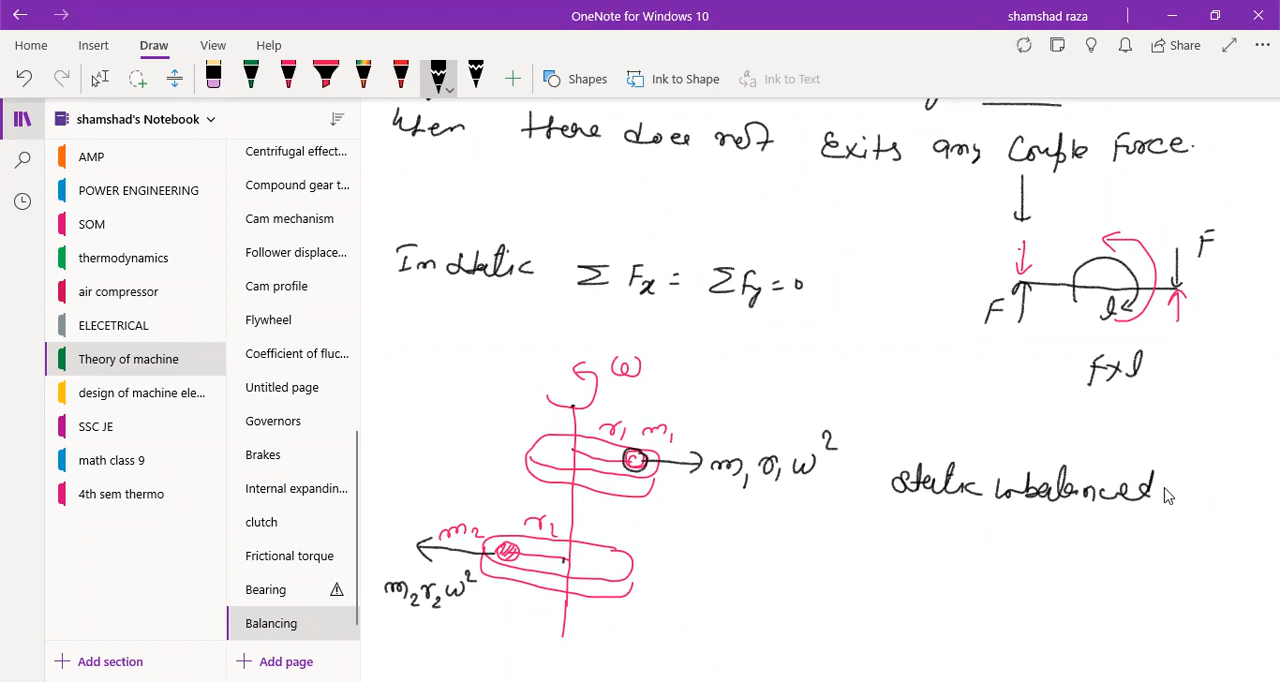 OneNote for Windows 10
shamshad raza
Home Insert Draw View Help
Share
Shapes Ink to Shape Ink to Text
shamshad's Notebook
AMP
POWER ENGINEERING
SOM
thermodynamics
air compressor
ELECETRICAL
Theory of machine
design of machine ele...
SSC JE
math class 9
4th sem thermo
Add section
Centrifugal effect...
Compound gear t...
Cam mechanism
Follower displace...
Cam profile
Flywheel
Coefficient of fluc...
Untitled page
Governors
Brakes
Internal expandin...
clutch
Frictional torque
Bearing
Balancing
Add page
When there does not Exits any Couple Force.
In static Σ Fx = Σ Fy = 0
F
F
l
F×l
ω
r1 m1
m1 r1 ω²
static unbalanced
m2 r2
m2 r2 ω²